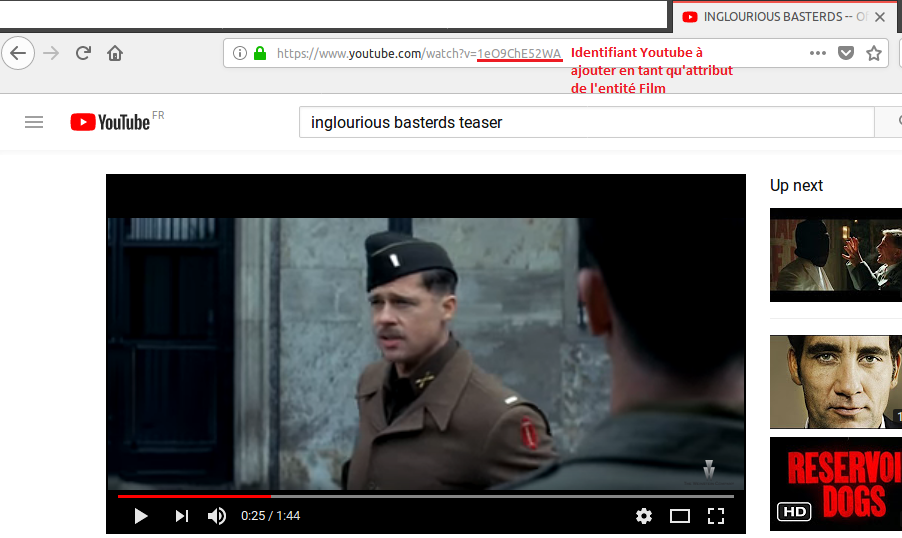 INGLOURIOUS BASTERDS -- O
https://www.youtube.com/watch?v=1eO9ChE52WA
Identifiant Youtube à
ajouter en tant qu'attribut
de l'entité Film
YouTube FR
inglourious basterds teaser
Up next
RESERVOI
DOGS
HD
0:25 / 1:44